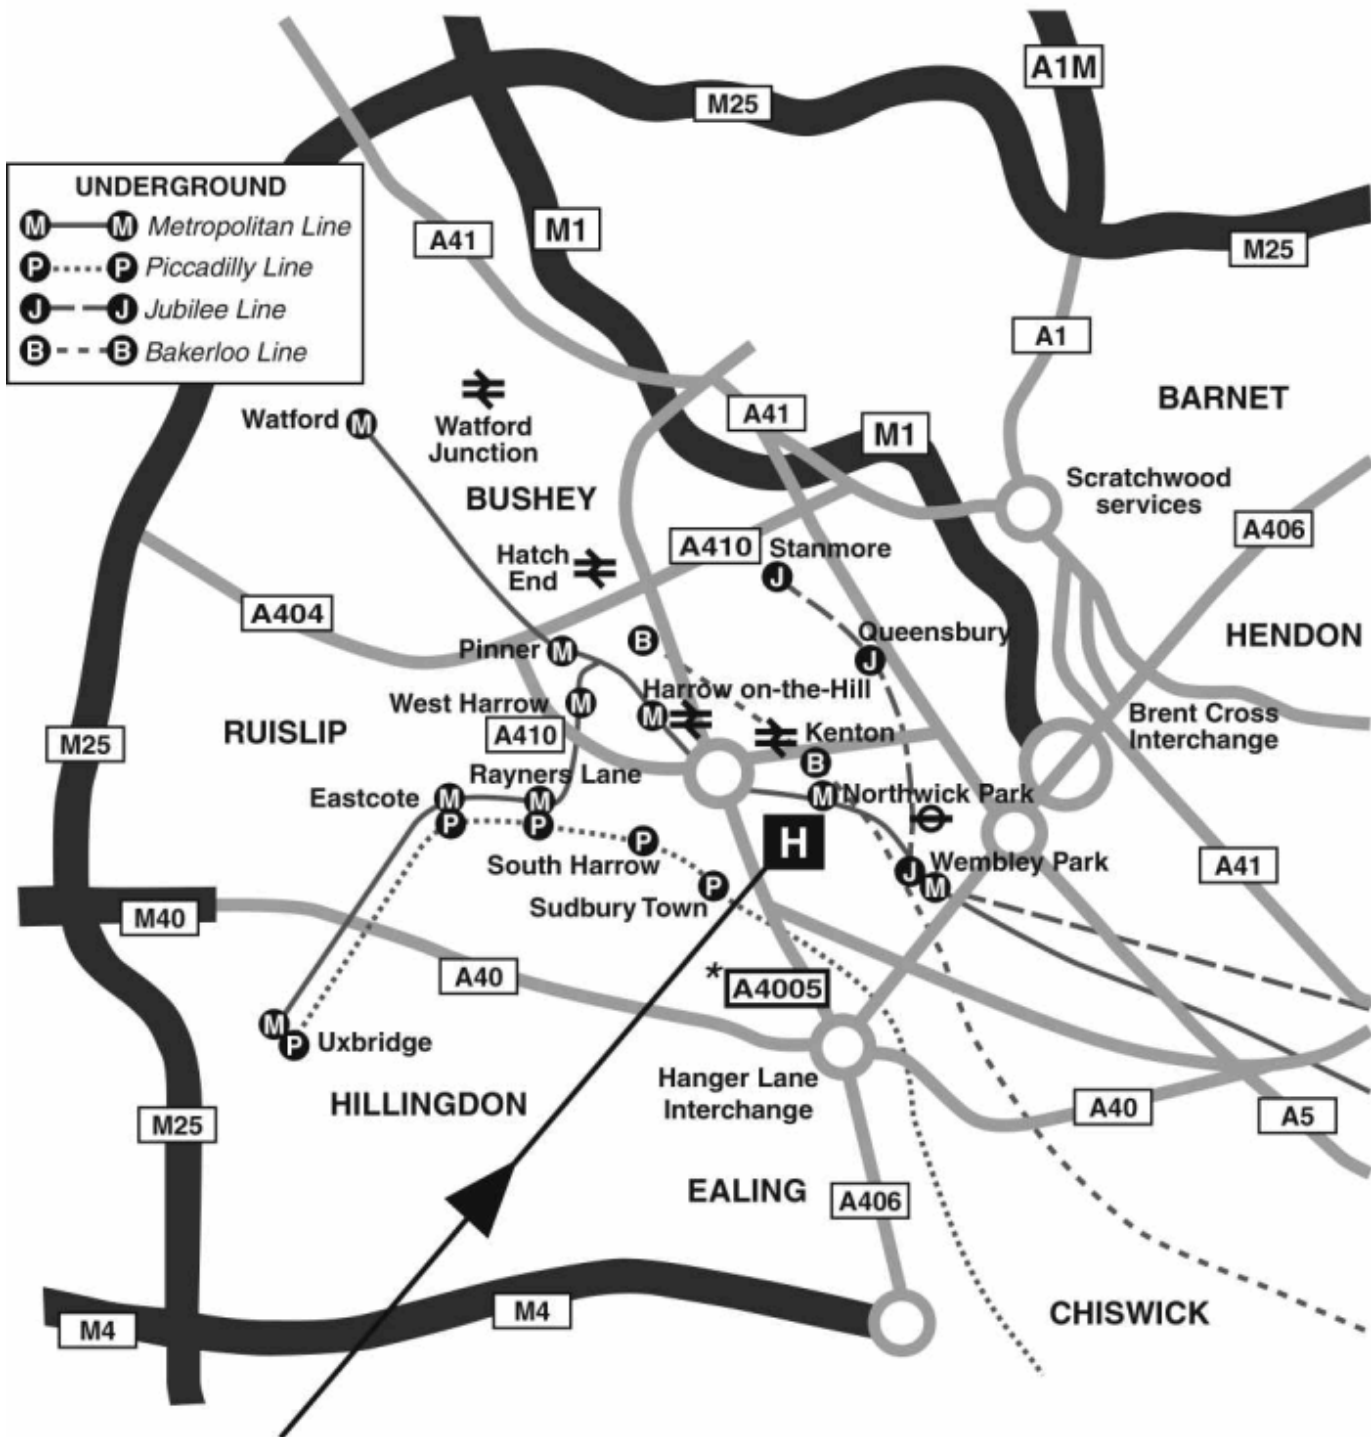 A1M
M25
UNDERGROUND
M M Metropolitan Line
P P Piccadilly Line
J J Jubilee Line
B B Bakerloo Line
A41
M1
M25
A1
BARNET
Watford M
Watford
Junction
A41
M1
BUSHEY
Scratchwood
services
A406
Hatch
End
A410
Stanmore
J
A404
HENDON
Pinner M
B
Queensbury
J
West Harrow M
Harrow on-the-Hill
M
RUISLIP
A410
M25
Kenton
B
Brent Cross
Interchange
Rayners Lane
Eastcote M
M
P
P
M Northwick Park
South Harrow
P
H
Wembley Park
J
M
A41
Sudbury Town
P
M40
A40
*
A4005
M
P Uxbridge
Hanger Lane
Interchange
HILLINGDON
M25
A40
A5
EALING
A406
M4
M4
CHISWICK